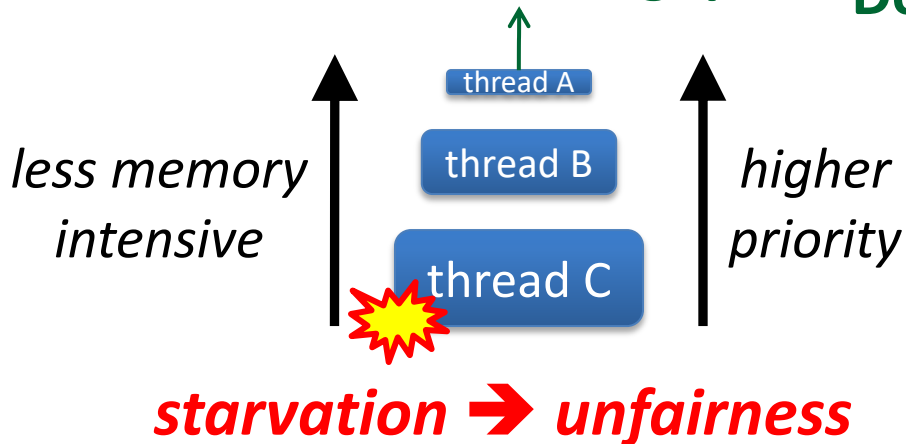 thread A
less memory
intensive
thread B
higher
priority
thread C
starvation ➔ unfairness